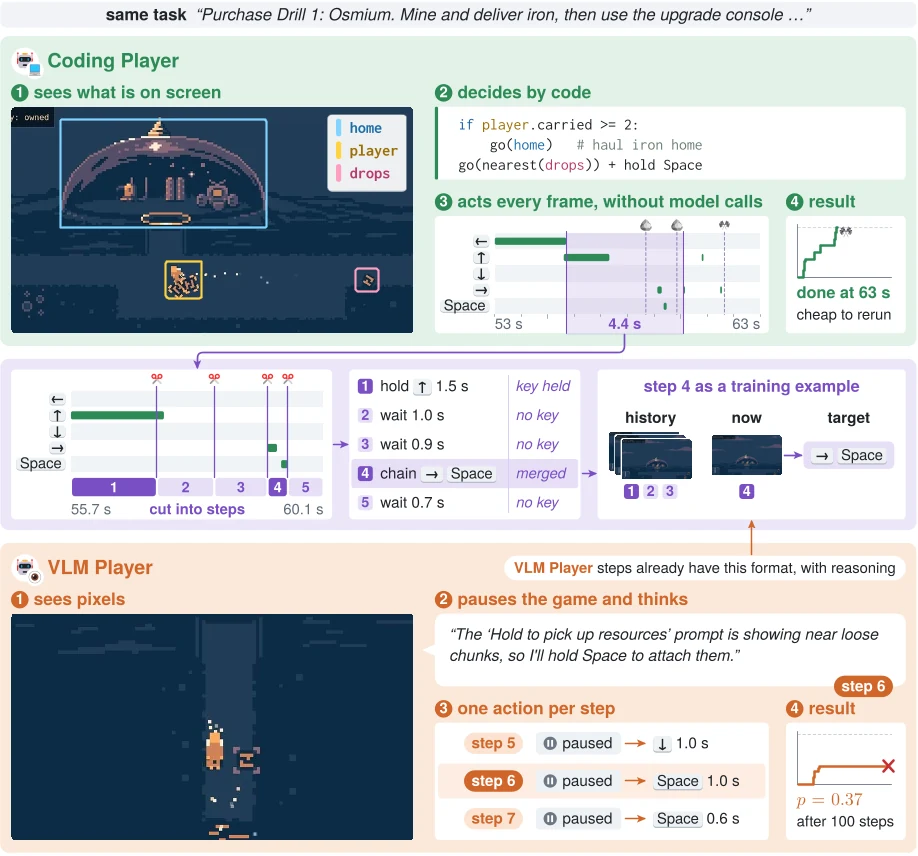 same task “Purchase Drill 1: Osmium. Mine and deliver iron, then use the upgrade console …”
Coding Player
1 sees what is on screen
y: owned
home
player
drops
2 decides by code
if player.carried >= 2:
go(home) # haul iron home
go(nearest(drops)) + hold Space
3 acts every frame, without model calls
←
↑
↓
→
Space
53 s 4.4 s 63 s
4 result
done at 63 s
cheap to rerun
←
↑
↓
→
Space
1 2 3 4 5
55.7 s cut into steps 60.1 s
1 hold ↑ 1.5 s key held
2 wait 1.0 s no key
3 wait 0.9 s no key
4 chain → Space merged
5 wait 0.7 s no key
step 4 as a training example
history now target
→ Space
1 2 3 4
VLM Player steps already have this format, with reasoning
VLM Player
1 sees pixels
2 pauses the game and thinks
“The ‘Hold to pick up resources’ prompt is showing near loose
chunks, so I'll hold Space to attach them.”
step 6
3 one action per step
step 5 paused → ↓ 1.0 s
step 6 paused → Space 1.0 s
step 7 paused → Space 0.6 s
4 result
p = 0.37
after 100 steps